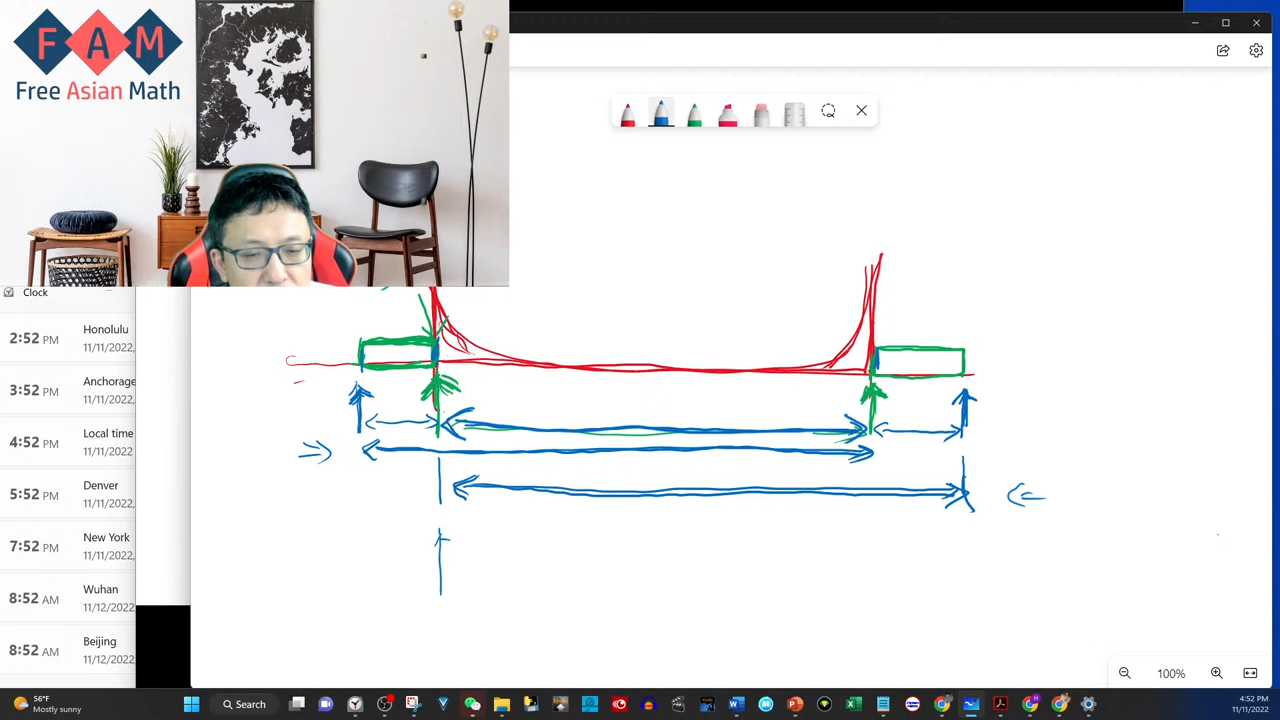 F A M
Free Asian Math
Clock
2:52 PM Honolulu
11/11/2022,
3:52 PM Anchorage
11/11/2022,
4:52 PM Local time
11/11/2022
5:52 PM Denver
11/11/2022,
7:52 PM New York
11/11/2022,
8:52 AM Wuhan
11/12/2022
8:52 AM Beijing
11/12/2022
100%
56°F
Mostly sunny
Search
4:52 PM
11/11/2022